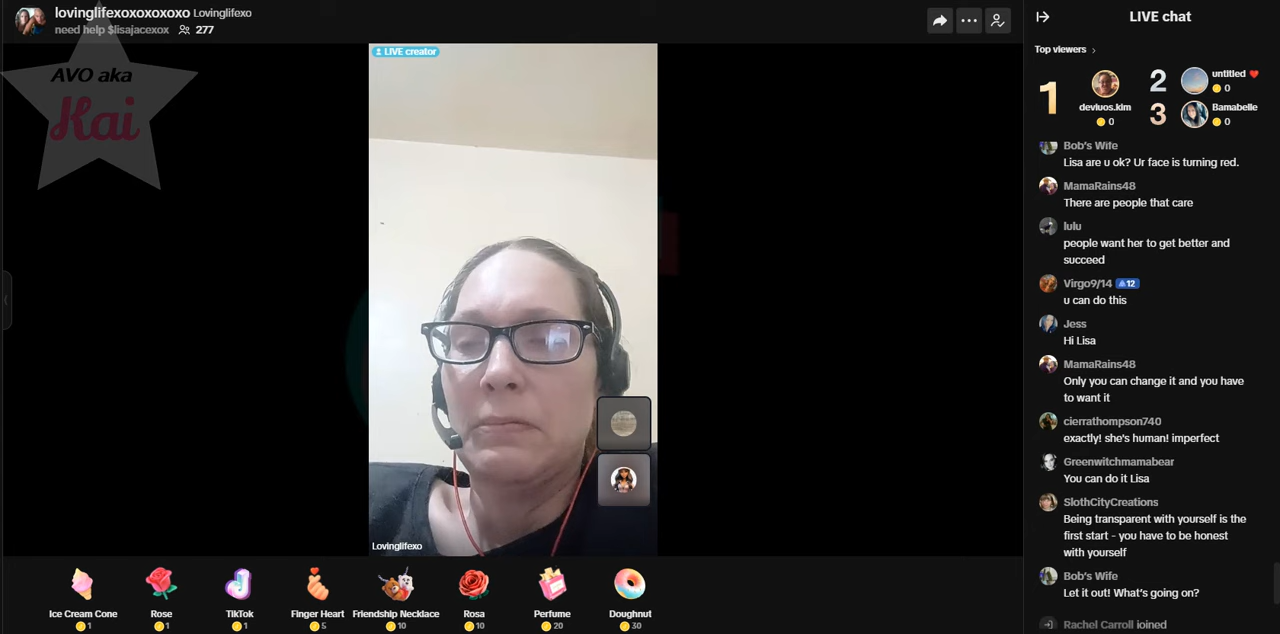 lovinglifexoxoxoxoxo Lovinglifexo
need help $lisajacexox 277
AVO aka
Kai
LIVE creator
Lovinglifexo
Ice Cream Cone
1
Rose
1
TikTok
1
Finger Heart
5
Friendship Necklace
10
Rosa
10
Perfume
20
Doughnut
30
LIVE chat
Top viewers
1
deviuos.kim
0
2
untitled
0
3
Bamabelle
0
Bob's Wife
Lisa are u ok? Ur face is turning red.
MamaRains48
There are people that care
lulu
people want her to get better and
succeed
Virgo9/14 12
u can do this
Jess
Hi Lisa
MamaRains48
Only you can change it and you have
to want it
cierrathompson740
exactly! she's human! imperfect
Greenwitchmamabear
You can do it Lisa
SlothCityCreations
Being transparent with yourself is the
first start - you have to be honest
with yourself
Bob's Wife
Let it out! What's going on?
Rachel Carroll joined